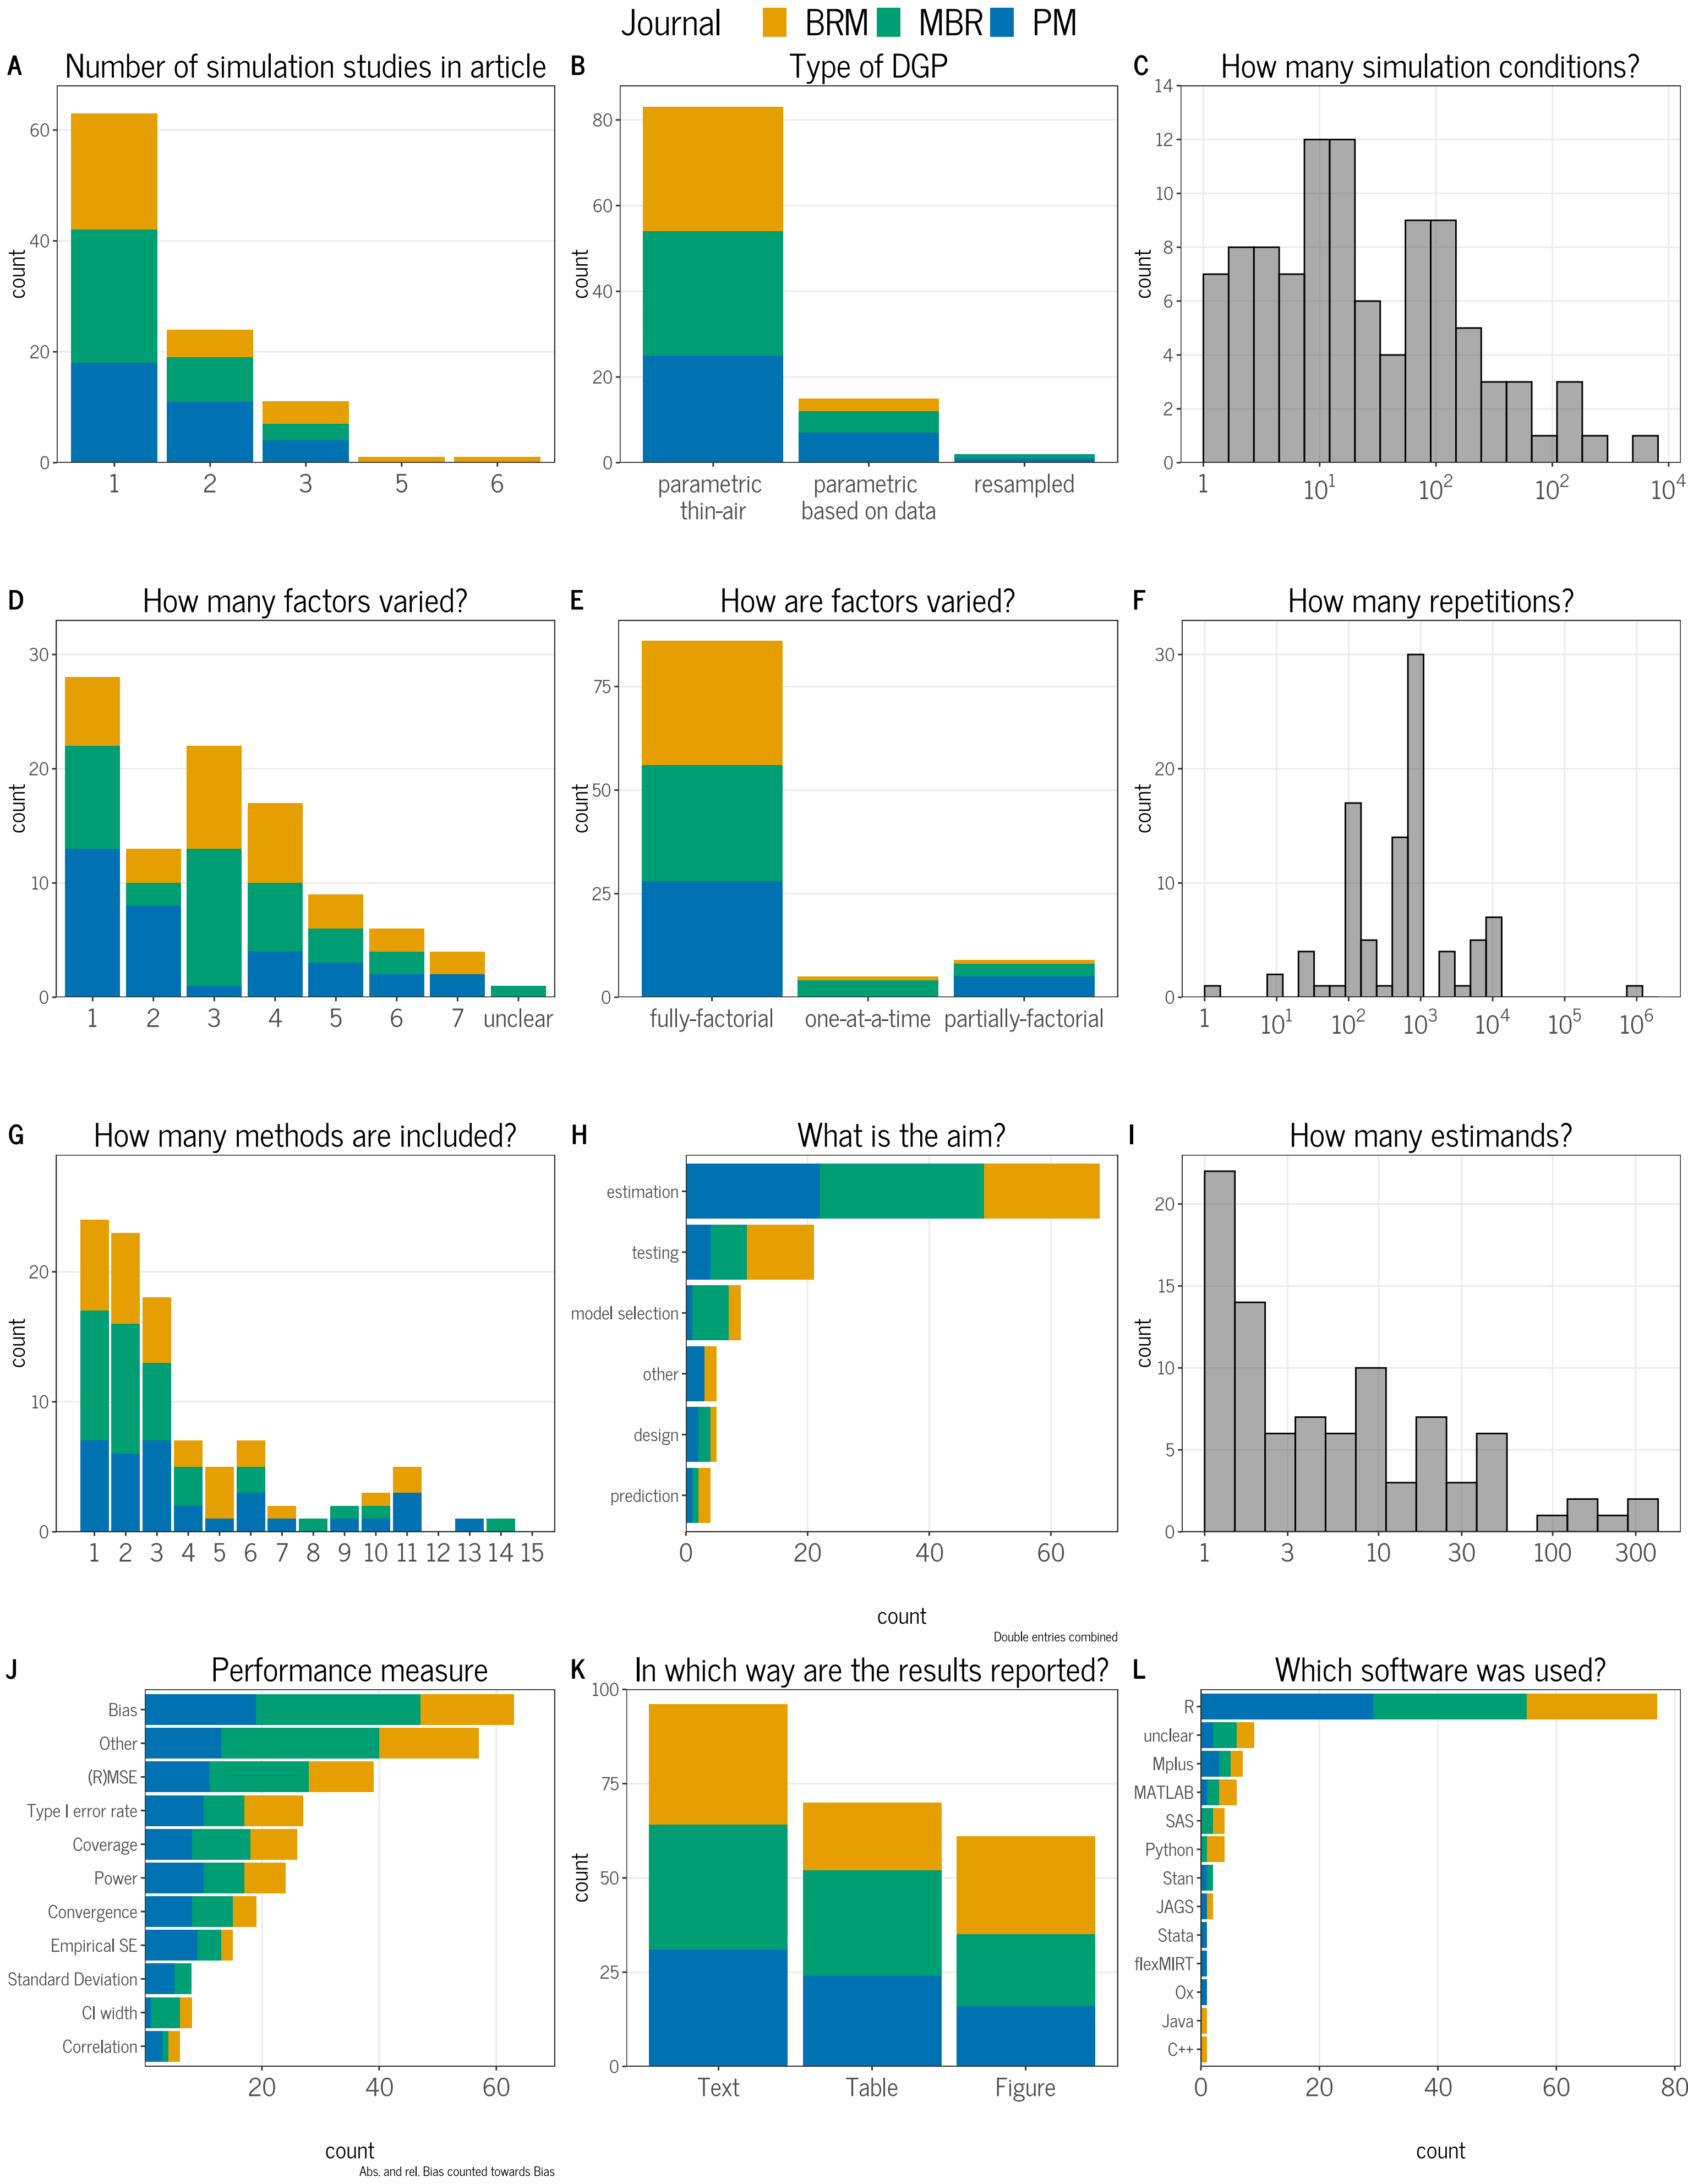 Journal BRM MBR PM
A Number of simulation studies in article
count
60
40
20
0
1 2 3 5 6
B Type of DGP
count
80
60
40
20
0
parametric parametric resampled
thin-air based on data
C How many simulation conditions?
count
14
12
10
8
6
4
2
0
1 10¹ 10² 10² 10⁴
D How many factors varied?
count
30
20
10
0
1 2 3 4 5 6 7 unclear
E How are factors varied?
count
75
50
25
0
fully-factorial one-at-a-time partially-factorial
F How many repetitions?
count
30
20
10
0
1 10¹ 10² 10³ 10⁴ 10⁵ 10⁶
G How many methods are included?
count
20
10
0
1 2 3 4 5 6 7 8 9 10 11 12 13 14 15
H What is the aim?
estimation
testing
model selection
other
design
prediction
0 20 40 60
count
Double entries combined
I How many estimands?
count
20
15
10
5
0
1 3 10 30 100 300
J Performance measure
Bias
Other
(R)MSE
Type I error rate
Coverage
Power
Convergence
Empirical SE
Standard Deviation
CI width
Correlation
20 40 60
count
Abs. and rel. Bias counted towards Bias
K In which way are the results reported?
count
100
75
50
25
0
Text Table Figure
L Which software was used?
R
unclear
Mplus
MATLAB
SAS
Python
Stan
JAGS
Stata
flexMIRT
Ox
Java
C++
0 20 40 60 80
count